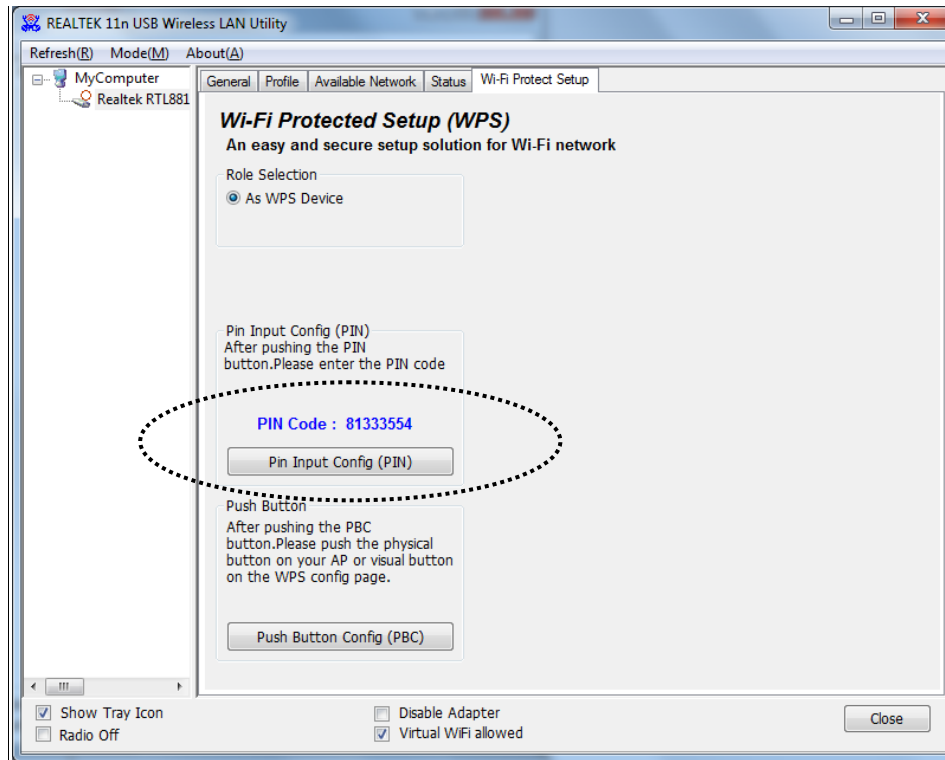 REALTEK 11n USB Wireless LAN Utility
Refresh(R) Mode(M) About(A)
MyComputer
Realtek RTL881
General Profile Available Network Status Wi-Fi Protect Setup
Wi-Fi Protected Setup (WPS)
An easy and secure setup solution for Wi-Fi network
Role Selection
As WPS Device
Pin Input Config (PIN)
After pushing the PIN
button.Please enter the PIN code
PIN Code : 81333554
Pin Input Config (PIN)
Push Button
After pushing the PBC
button.Please push the physical
button on your AP or visual button
on the WPS config page.
Push Button Config (PBC)
Show Tray Icon
Radio Off
Disable Adapter
Virtual WiFi allowed
Close